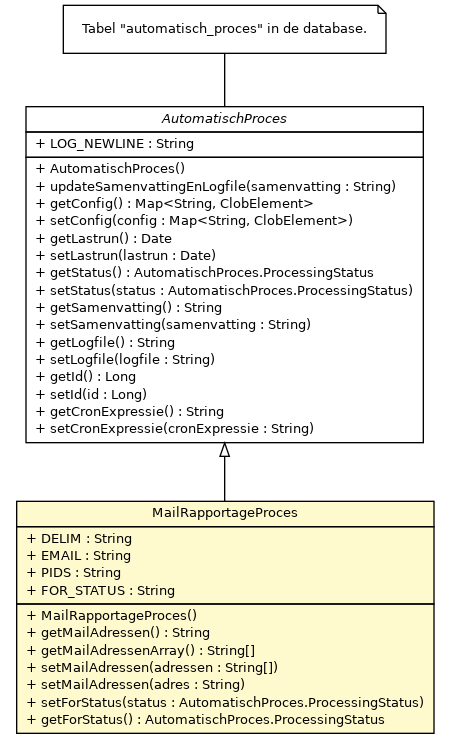 Tabel "automatisch_proces" in de database.
AutomatischProces
+ LOG_NEWLINE : String
+ AutomatischProces()
+ updateSamenvattingEnLogfile(samenvatting : String)
+ getConfig() : Map<String, ClobElement>
+ setConfig(config : Map<String, ClobElement>)
+ getLastrun() : Date
+ setLastrun(lastrun : Date)
+ getStatus() : AutomatischProces.ProcessingStatus
+ setStatus(status : AutomatischProces.ProcessingStatus)
+ getSamenvatting() : String
+ setSamenvatting(samenvatting : String)
+ getLogfile() : String
+ setLogfile(logfile : String)
+ getId() : Long
+ setId(id : Long)
+ getCronExpressie() : String
+ setCronExpressie(cronExpressie : String)
MailRapportageProces
+ DELIM : String
+ EMAIL : String
+ PIDS : String
+ FOR_STATUS : String
+ MailRapportageProces()
+ getMailAdressen() : String
+ getMailAdressenArray() : String[]
+ setMailAdressen(adressen : String[])
+ setMailAdressen(adres : String)
+ setForStatus(status : AutomatischProces.ProcessingStatus)
+ getForStatus() : AutomatischProces.ProcessingStatus